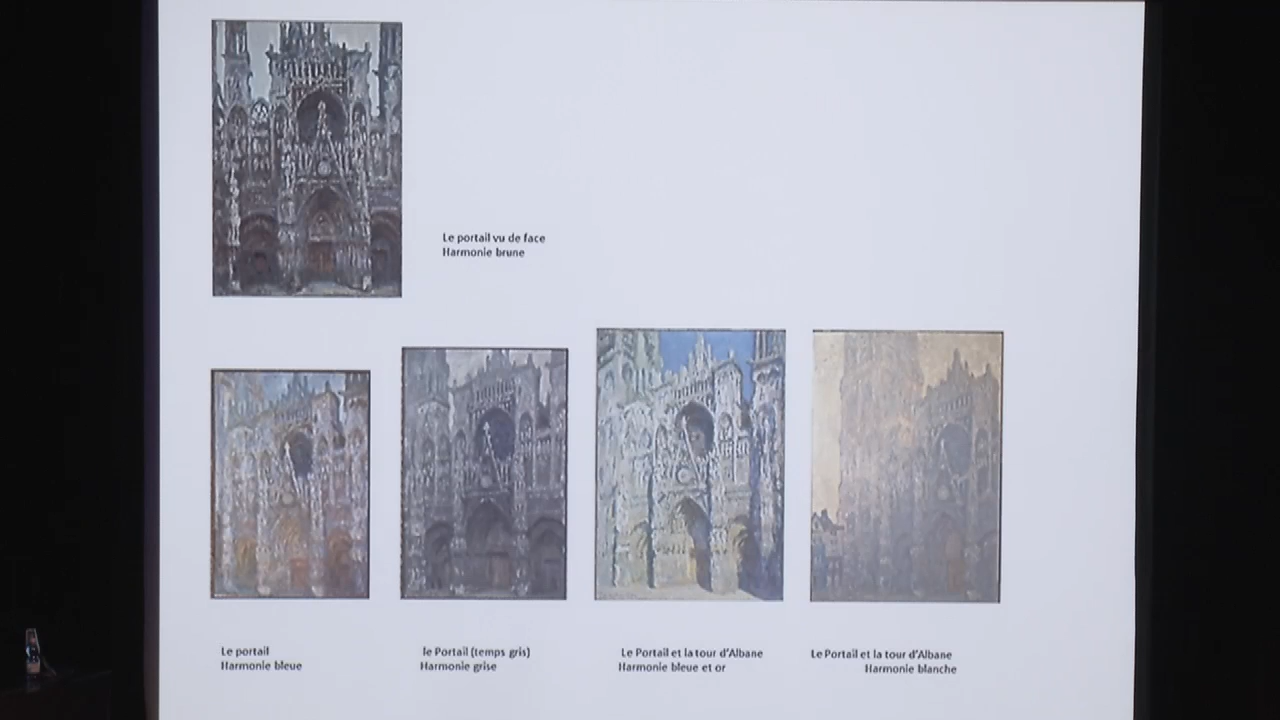 Le portail vu de face
Harmonie brune
Le portail
Harmonie bleue
le Portail (temps gris)
Harmonie grise
Le Portail et la tour d'Albane
Harmonie bleue et or
Le Portail et la tour d'Albane
Harmonie blanche